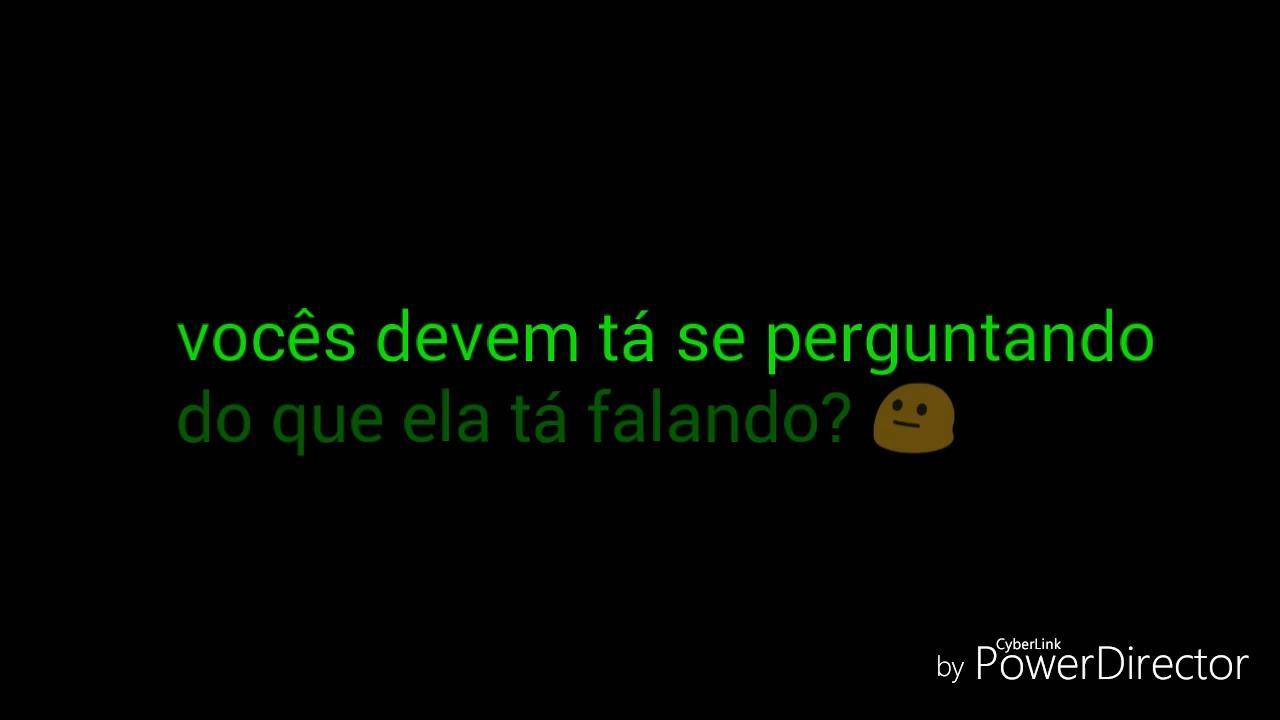 vocês devem tá se perguntando
do que ela tá falando? 😐
by CyberLink PowerDirector